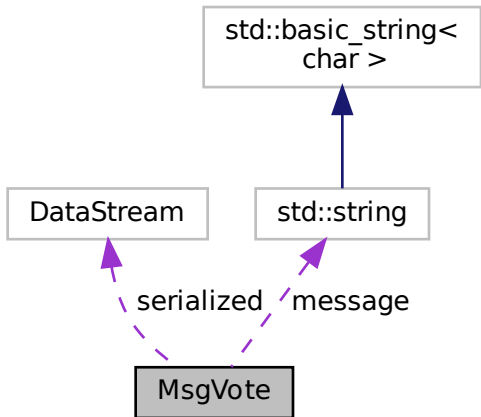 std::basic_string<
char >
DataStream
std::string
serialized
message
MsgVote